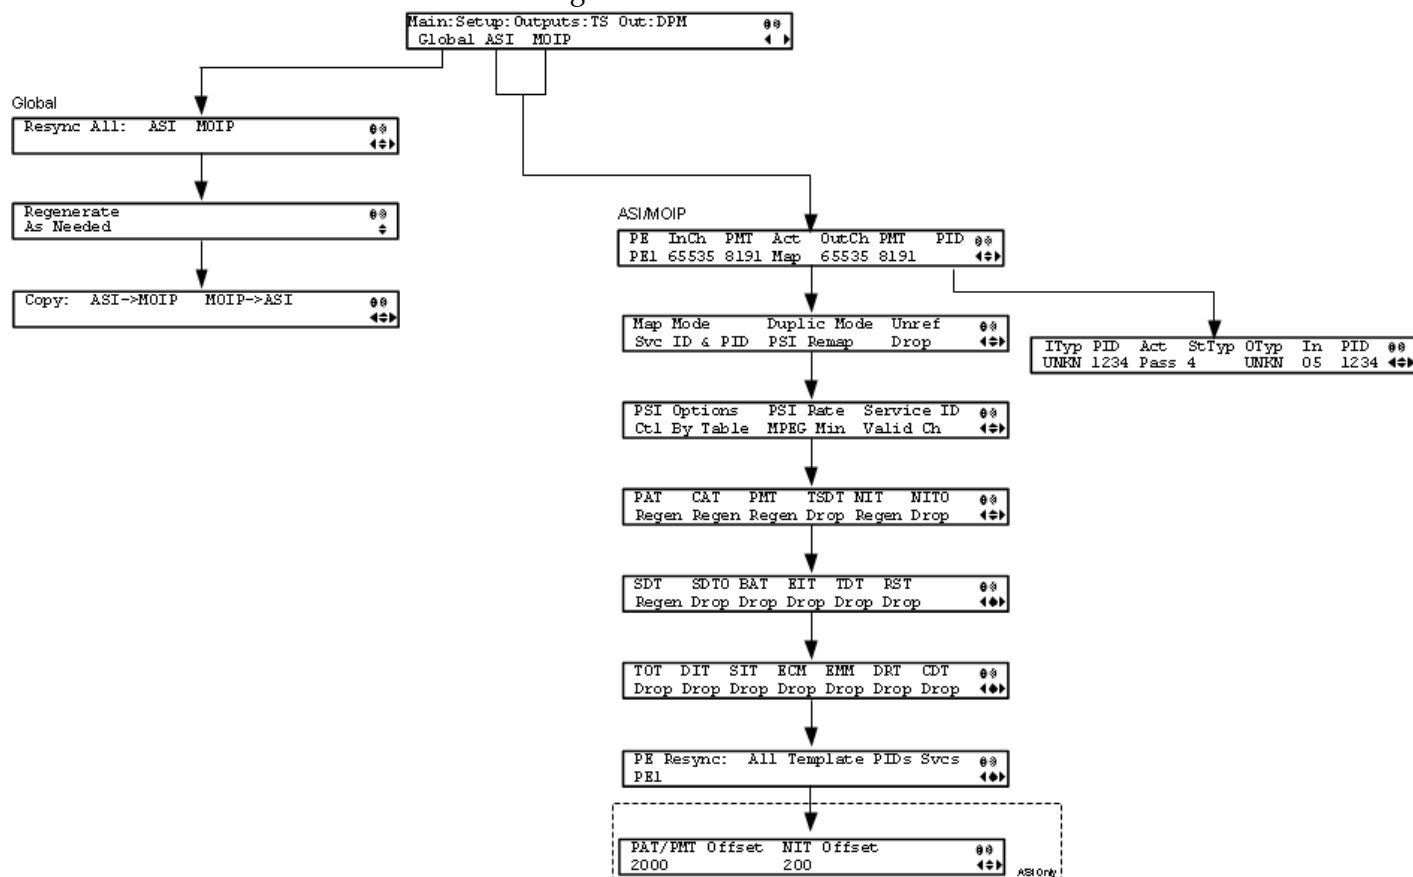 Main:Setup:Outputs:TS Out:DPM
Global ASI MOIP
Global
Resync All: ASI MOIP
Regenerate
As Needed
Copy: ASI->MOIP MOIP->ASI
ASI/MOIP
PE InCh PMT Act OutCh PMT PID
PE1 65535 8191 Map 65535 8191
Map Mode Duplic Mode Unref
Svc ID & PID PSI Remap Drop
ITyp PID Act StTyp OTyp In PID
UNKN 1234 Pass 4 UNKN 05 1234
PSI Options PSI Rate Service ID
Ctl By Table MPEG Min Valid Ch
PAT CAT PMT TSDT NIT NITO
Regen Regen Regen Drop Regen Drop
SDT SDTO BAT EIT TDT RST
Regen Drop Drop Drop Drop Drop
TOT DIT SIT ECM EMM DRT CDT
Drop Drop Drop Drop Drop Drop Drop
PE Resync: All Template PIDs Svcs
PE1
PAT/PMT Offset NIT Offset
2000 200
ASI Only